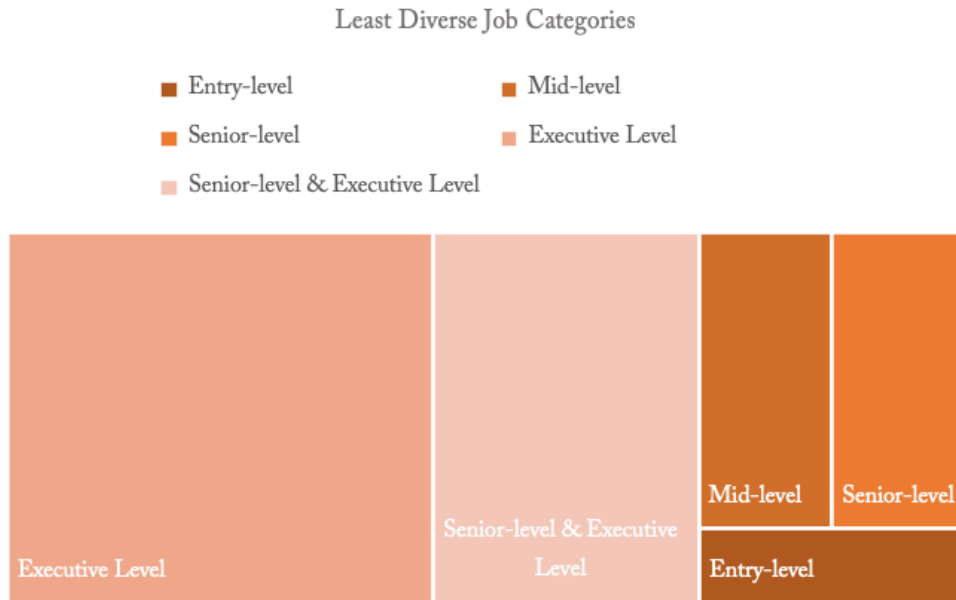 Least Diverse Job Categories
Entry-level
Mid-level
Senior-level
Executive Level
Senior-level & Executive Level
Executive Level
Senior-level & Executive
Level
Mid-level
Senior-level
Entry-level